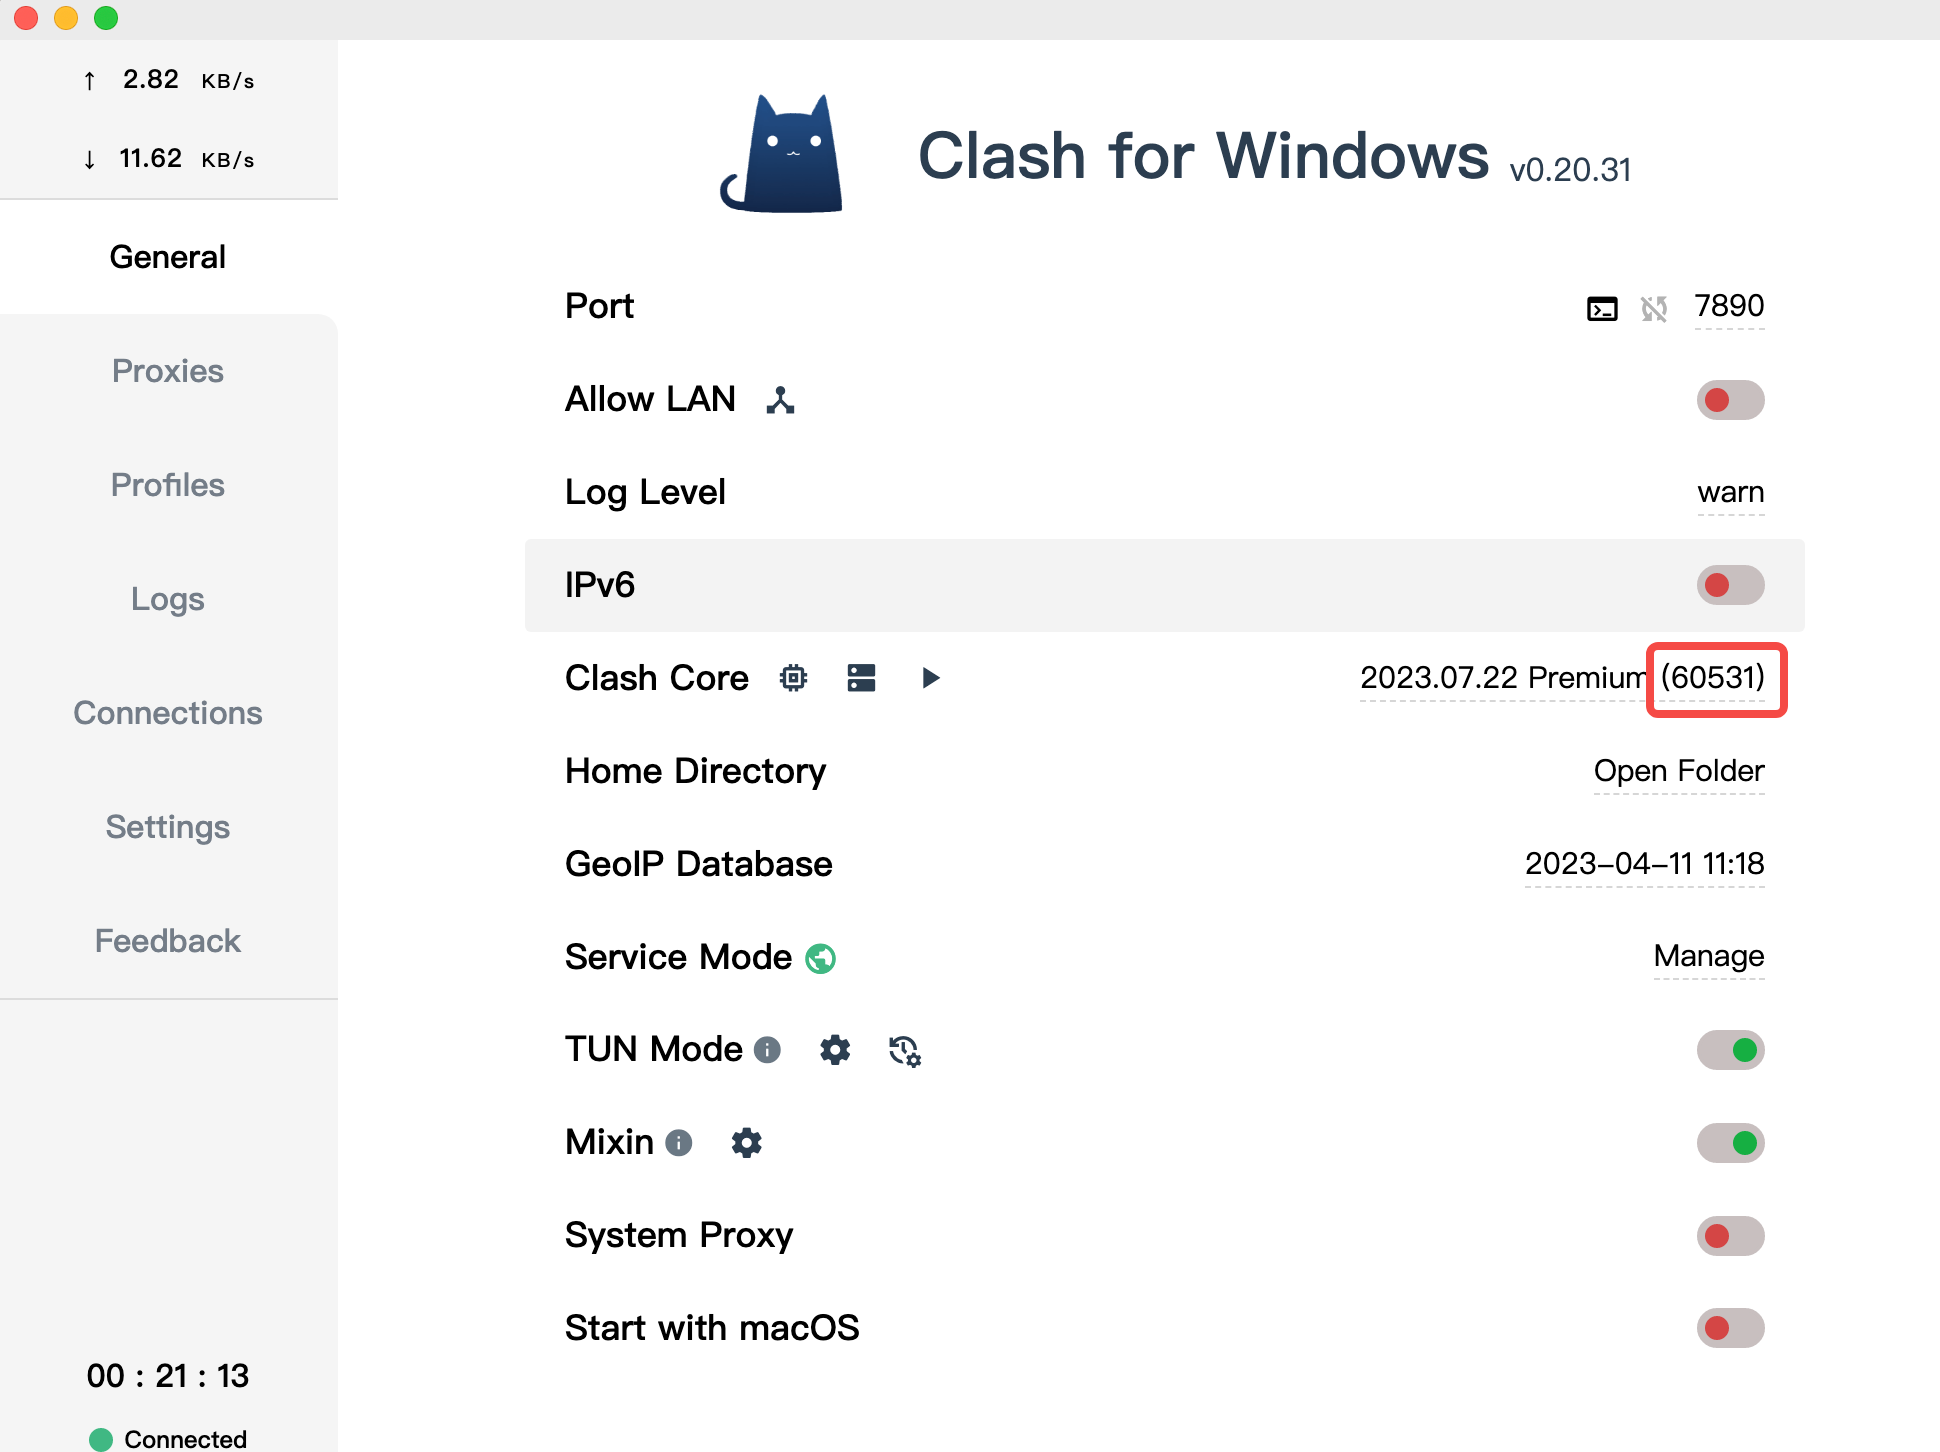 ↑ 2.82 KB/s
↓ 11.62 KB/s
General
Proxies
Profiles
Logs
Connections
Settings
Feedback
00 : 21 : 13
Connected
Clash for Windows v0.20.31
Port 7890
Allow LAN
Log Level warn
IPv6
Clash Core 2023.07.22 Premium (60531)
Home Directory Open Folder
GeoIP Database 2023-04-11 11:18
Service Mode Manage
TUN Mode
Mixin
System Proxy
Start with macOS